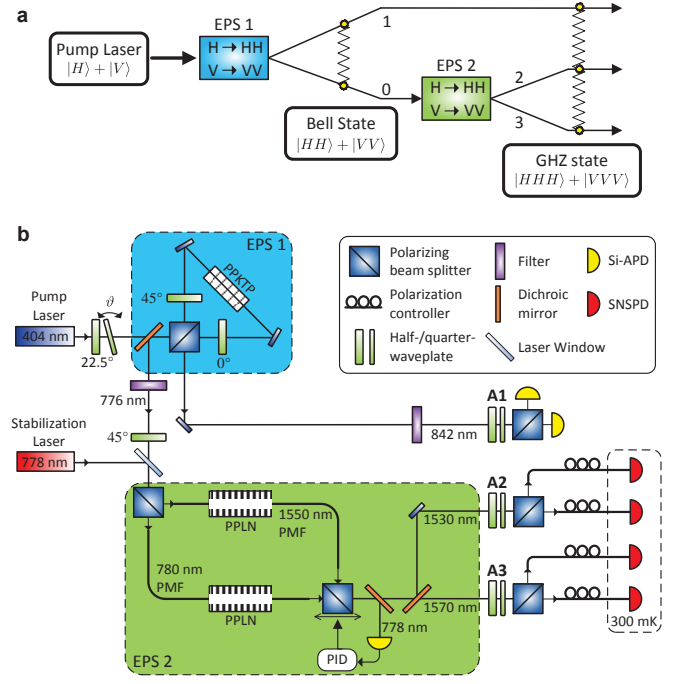 a
EPS 1
Pump Laser
|H⟩ + |V⟩
H → HH
V → VV
1
0
EPS 2
H → HH
V → VV
2
3
Bell State
|HH⟩ + |VV⟩
GHZ state
|HHH⟩ + |VVV⟩
b
EPS 1
PPKTP
45°
0°
ϑ
Pump
Laser
404 nm
22.5°
776 nm
Polarizing
beam splitter
Polarization
controller
Half-/quarter-
waveplate
Filter
Dichroic
mirror
Laser Window
Si-APD
SNSPD
Stabilization
Laser
778 nm
45°
842 nm
A1
PPLN
1550 nm
PMF
780 nm
PMF
PPLN
1530 nm
A2
A3
1570 nm
778 nm
PID
EPS 2
300 mK